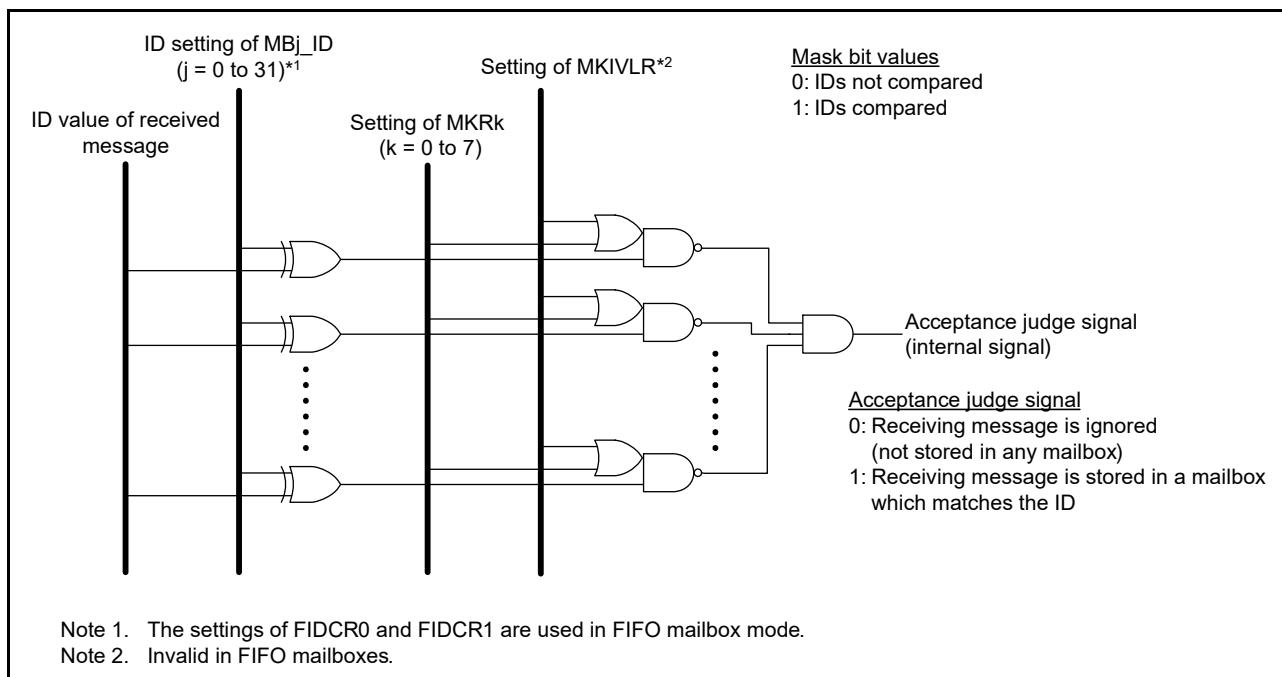 ID setting of MBj_ID
(j = 0 to 31)*1
Setting of MKIVLR*2
Mask bit values
0: IDs not compared
1: IDs compared
ID value of received
message
Setting of MKRk
(k = 0 to 7)
Acceptance judge signal
(internal signal)
Acceptance judge signal
0: Receiving message is ignored
(not stored in any mailbox)
1: Receiving message is stored in a mailbox
which matches the ID
Note 1. The settings of FIDCR0 and FIDCR1 are used in FIFO mailbox mode.
Note 2. Invalid in FIFO mailboxes.